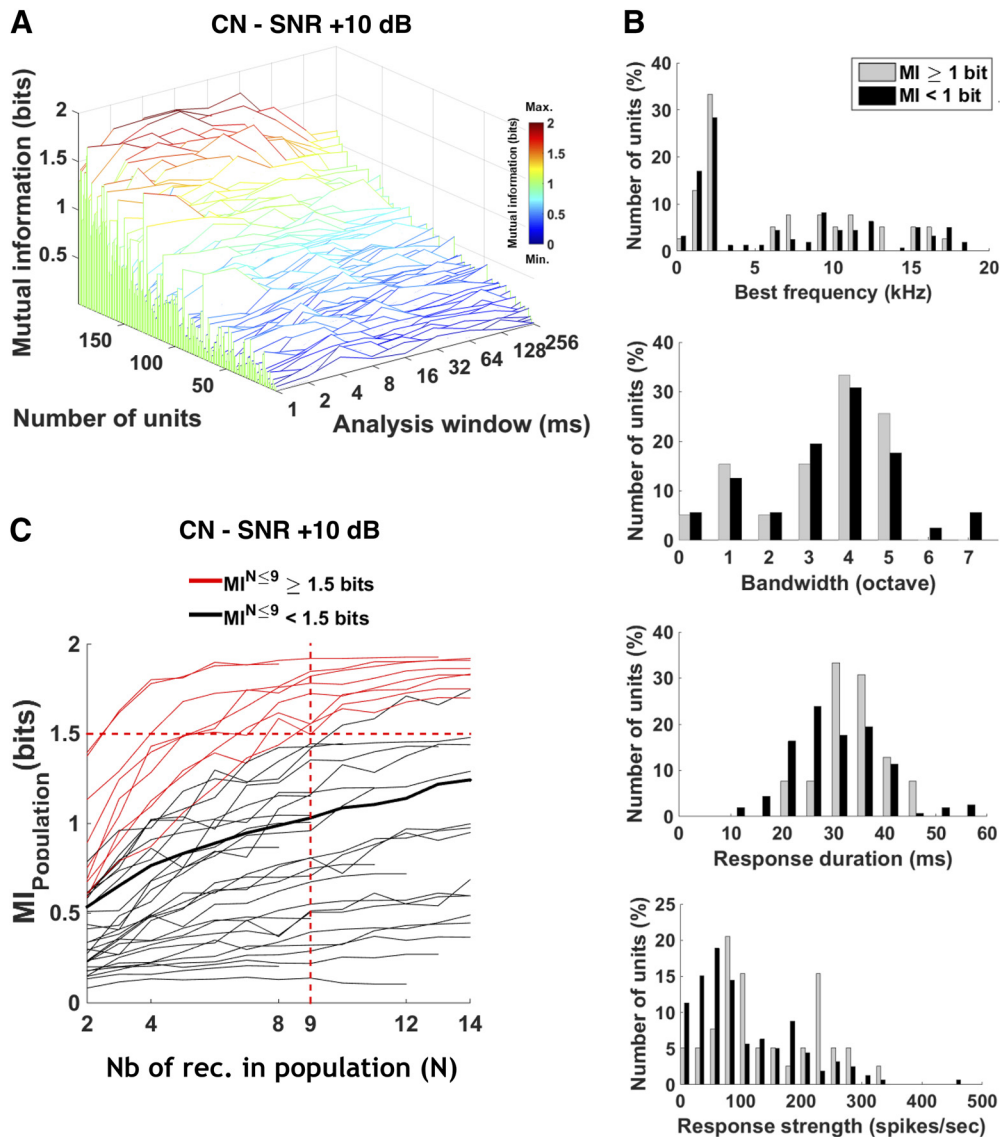 A
CN - SNR +10 dB
Mutual information (bits)
2
1.5
1
0.5
150
100
50
Number of units
1
2
4
8
16
32
64
128
256
Analysis window (ms)
Max.
Mutual information (bits)
2
1.5
1
0.5
0
Min.
B
MI ≥ 1 bit
MI < 1 bit
Number of units (%)
40
30
20
10
0
0 5 10 15 20
Best frequency (kHz)
Number of units (%)
40
30
20
10
0
0 1 2 3 4 5 6 7
Bandwidth (octave)
Number of units (%)
40
30
20
10
0
0 10 20 30 40 50 60
Response duration (ms)
Number of units (%)
25
20
15
10
5
0
0 100 200 300 400 500
Response strength (spikes/sec)
C
CN - SNR +10 dB
MI^N≤9 ≥ 1.5 bits
MI^N≤9 < 1.5 bits
MI_Population (bits)
2
1.5
1
0.5
0
2 4 8 9 12 14
Nb of rec. in population (N)